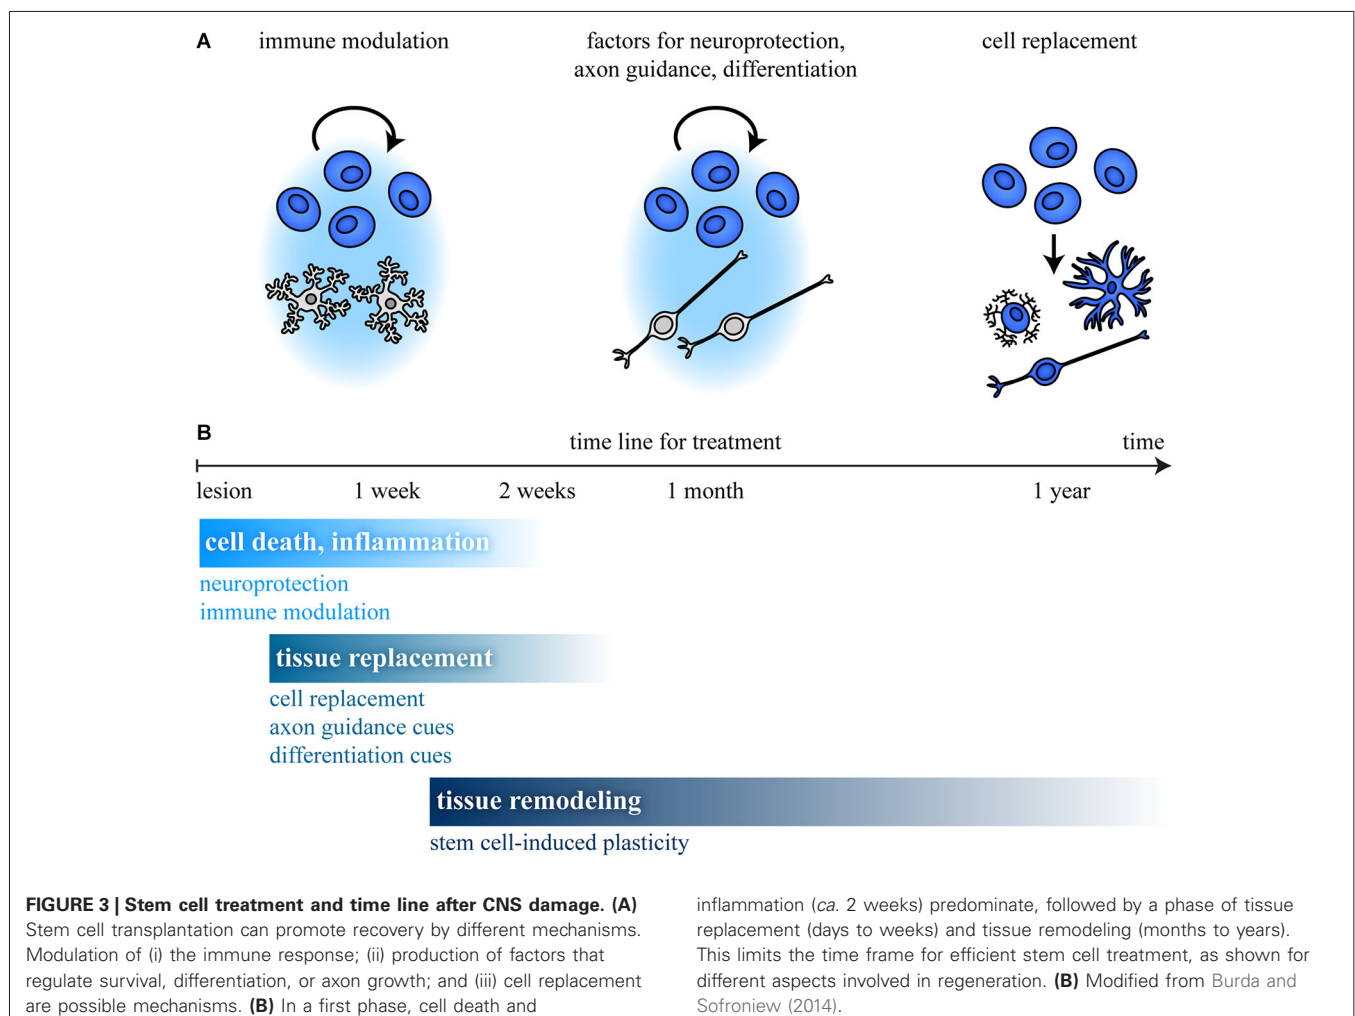 A
immune modulation
factors for neuroprotection,
axon guidance, differentiation
cell replacement
B
time line for treatment
time
lesion
1 week
2 weeks
1 month
1 year
cell death, inflammation
neuroprotection
immune modulation
tissue replacement
cell replacement
axon guidance cues
differentiation cues
tissue remodeling
stem cell-induced plasticity
FIGURE 3 | Stem cell treatment and time line after CNS damage. (A)
Stem cell transplantation can promote recovery by different mechanisms.
Modulation of (i) the immune response; (ii) production of factors that
regulate survival, differentiation, or axon growth; and (iii) cell replacement
are possible mechanisms. (B) In a first phase, cell death and
inflammation (ca. 2 weeks) predominate, followed by a phase of tissue
replacement (days to weeks) and tissue remodeling (months to years).
This limits the time frame for efficient stem cell treatment, as shown for
different aspects involved in regeneration. (B) Modified from Burda and
Sofroniew (2014).